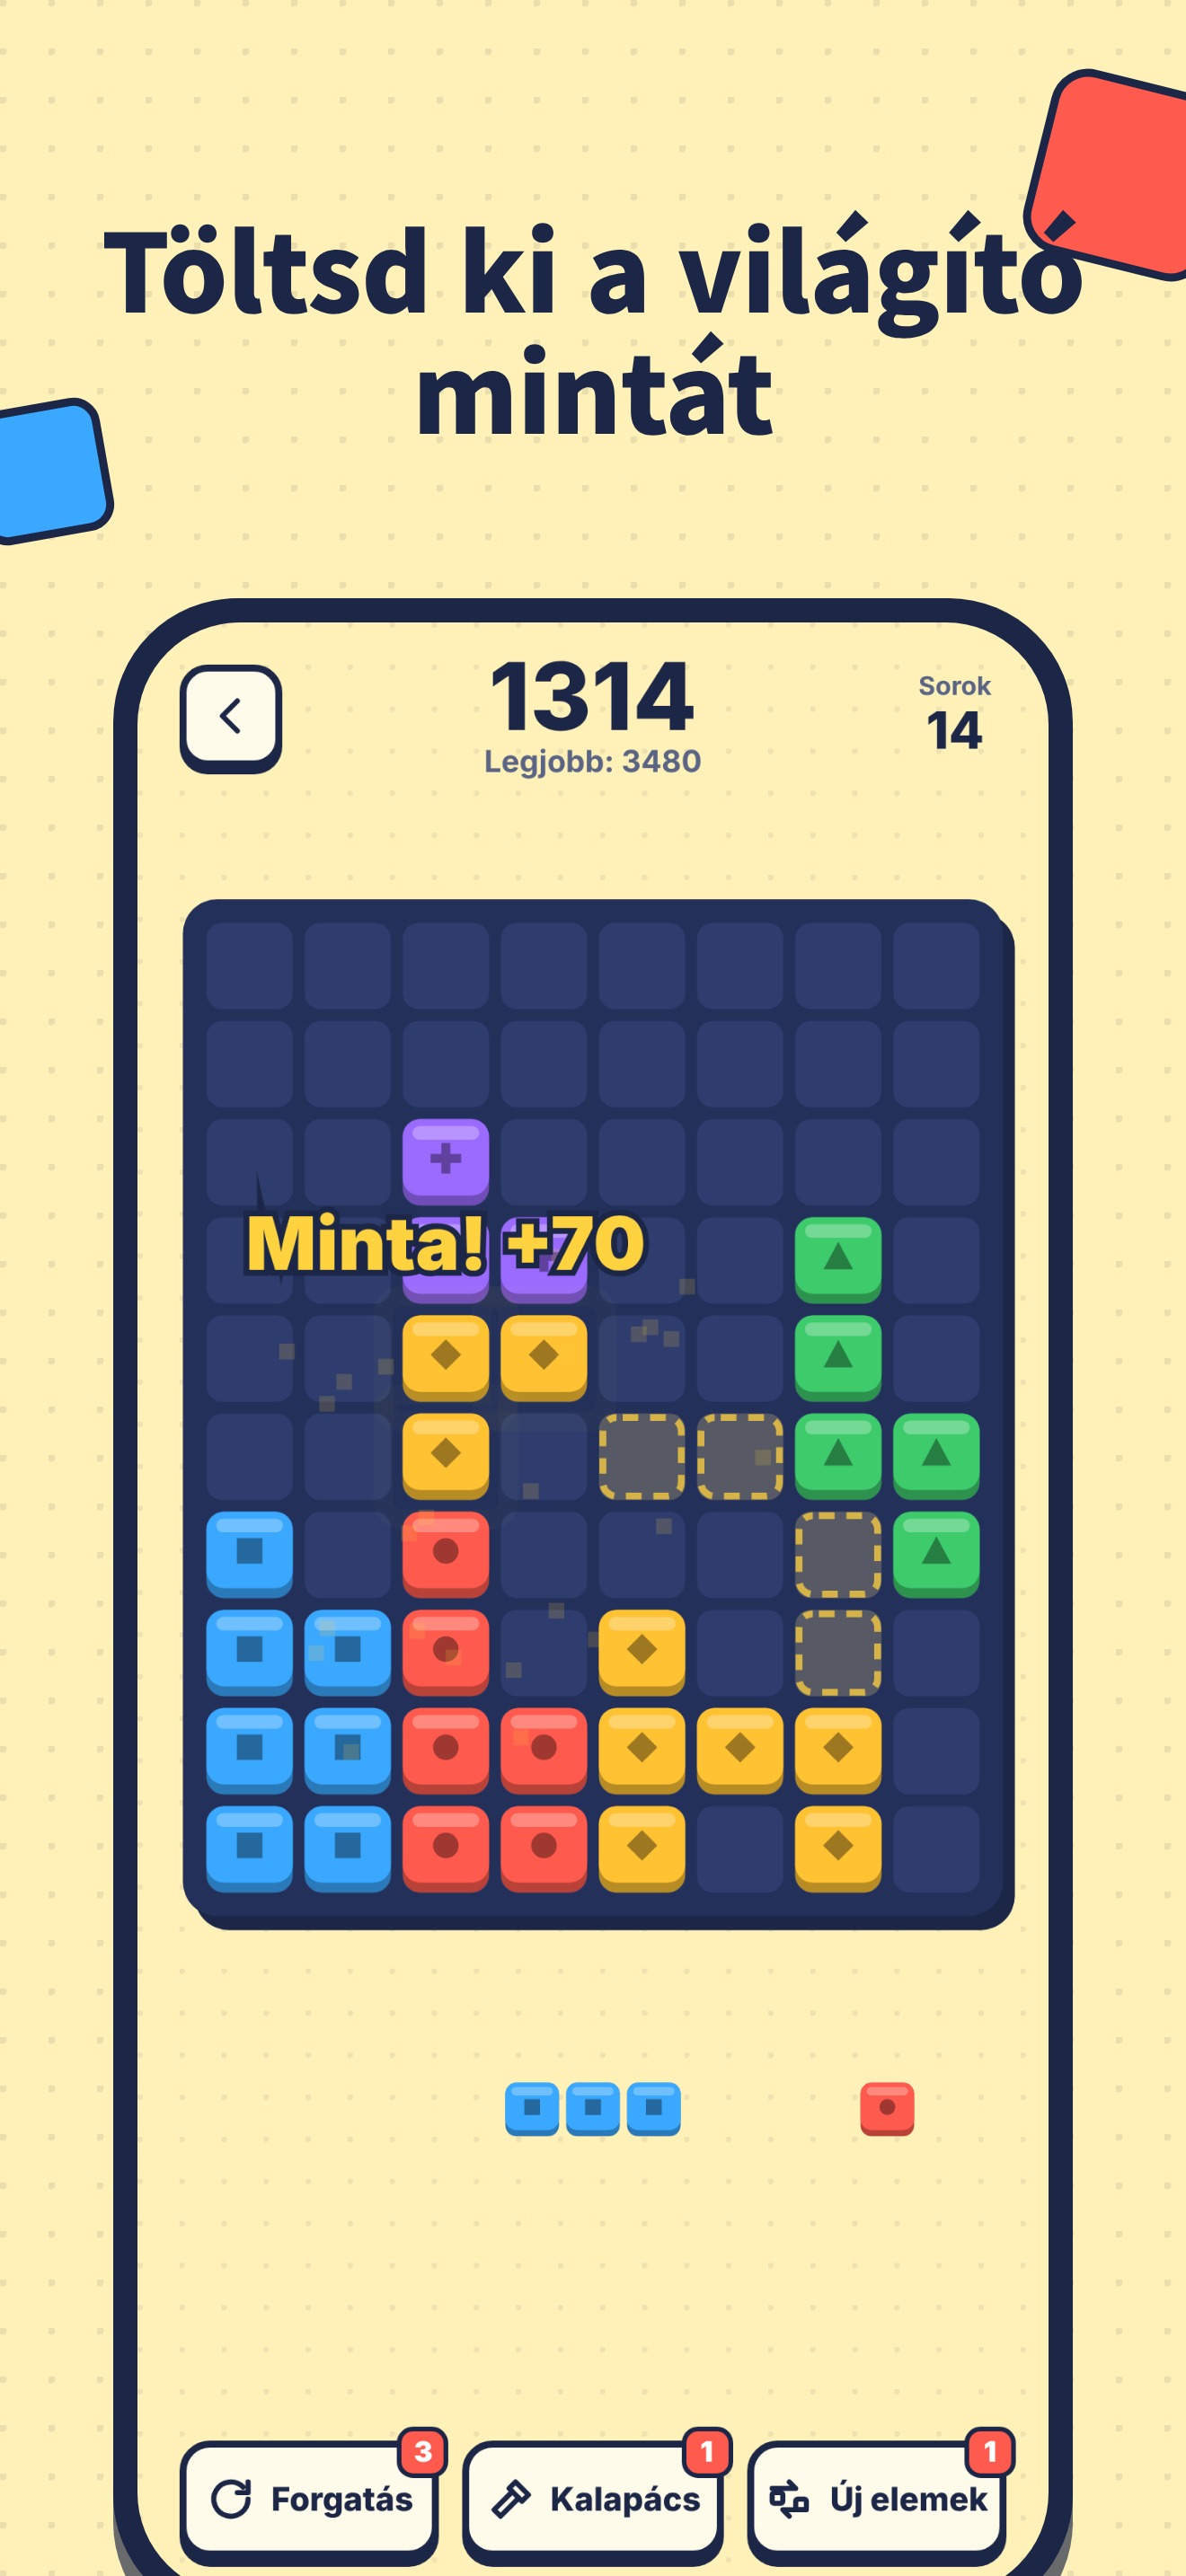 Töltsd ki a világító
mintát
1314
Legjobb: 3480
Sorok
14
Minta! +70
3
Forgatás
1
Kalapács
1
Új elemek